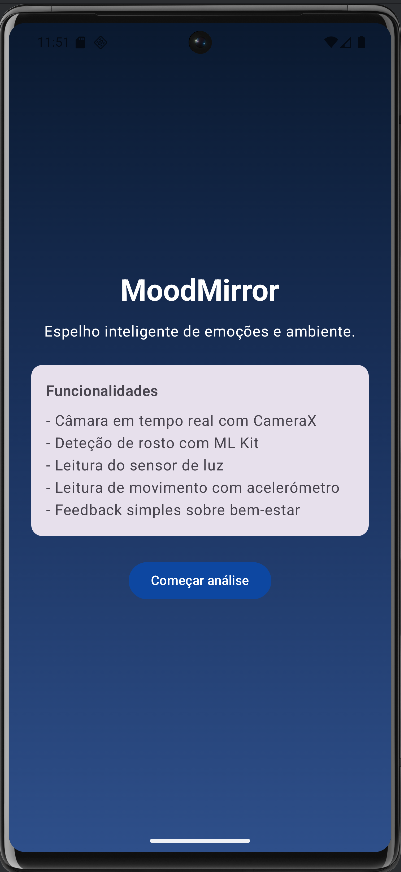 11:51
MoodMirror
Espelho inteligente de emoções e ambiente.
Funcionalidades
- Câmara em tempo real com CameraX
- Deteção de rosto com ML Kit
- Leitura do sensor de luz
- Leitura de movimento com acelerómetro
- Feedback simples sobre bem-estar
Começar análise